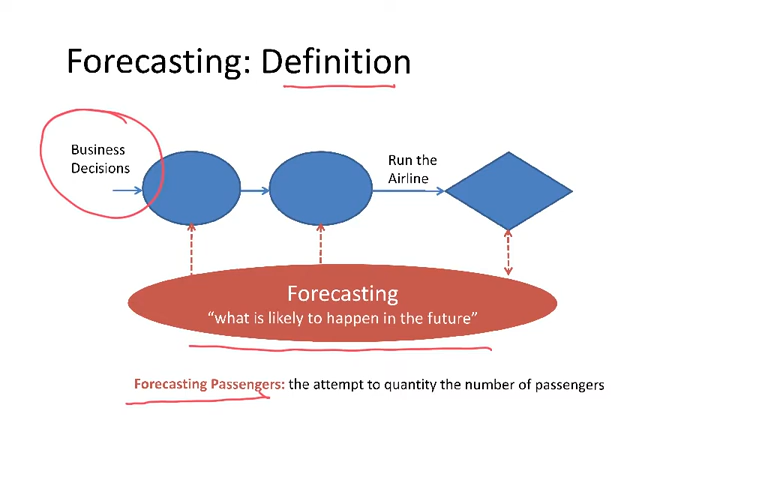 Forecasting: Definition
Business
Decisions
Run the
Airline
Forecasting
“what is likely to happen in the future”
Forecasting Passengers: the attempt to quantity the number of passengers